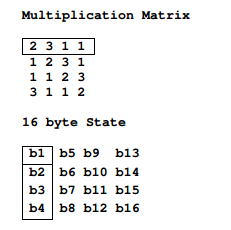 Multiplication Matrix
2 3 1 1
1 2 3 1
1 1 2 3
3 1 1 2
16 byte State
b1 b5 b9 b13
b2 b6 b10 b14
b3 b7 b11 b15
b4 b8 b12 b16